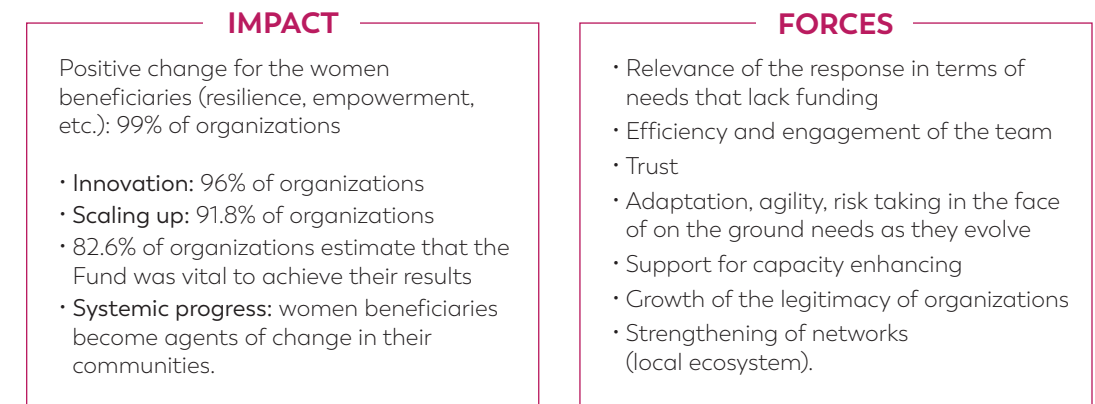 IMPACT
Positive change for the women
beneficiaries (resilience, empowerment,
etc.): 99% of organizations
· Innovation: 96% of organizations
· Scaling up: 91.8% of organizations
· 82.6% of organizations estimate that the
Fund was vital to achieve their results
· Systemic progress: women beneficiaries
become agents of change in their
communities.
FORCES
· Relevance of the response in terms of
needs that lack funding
· Efficiency and engagement of the team
· Trust
· Adaptation, agility, risk taking in the face
of on the ground needs as they evolve
· Support for capacity enhancing
· Growth of the legitimacy of organizations
· Strengthening of networks
(local ecosystem).